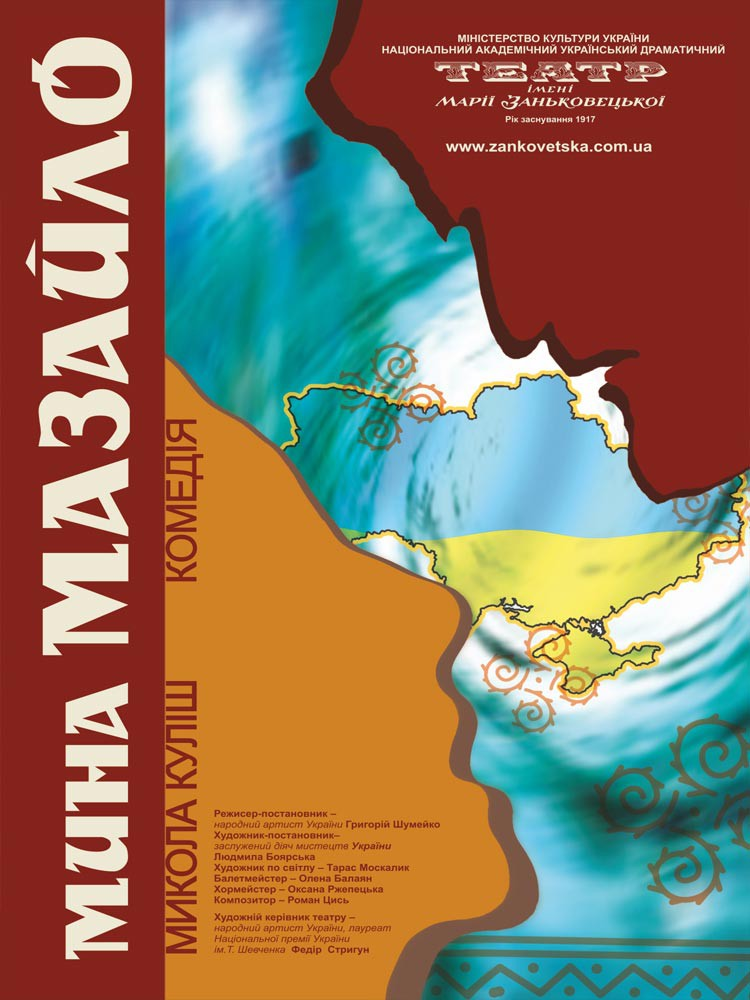 МИНА МАЗАЙЛО
МИКОЛА КУЛІШ КОМЕДІЯ
МІНІСТЕРСТВО КУЛЬТУРИ УКРАЇНИ
НАЦІОНАЛЬНИЙ АКАДЕМІЧНИЙ УКРАЇНСЬКИЙ ДРАМАТИЧНИЙ
ТЕАТР
ІМЕНІ
МАРІЇ ЗАНЬКОВЕЦЬКОЇ
Рік заснування 1917
www.zankovetska.com.ua
Режисер-постановник –
народний артист України Григорій Шумейко
Художник-постановник–
заслужений діяч мистецтв України
Людмила Боярська
Художник по світлу – Тарас Москалик
Балетмейстер – Олена Балаян
Хормейстер – Оксана Ржепецька
Композитор – Роман Цись
Художній керівник театру –
народний артист України, лауреат
Національної премії України
ім.Т. Шевченка Федір Стригун